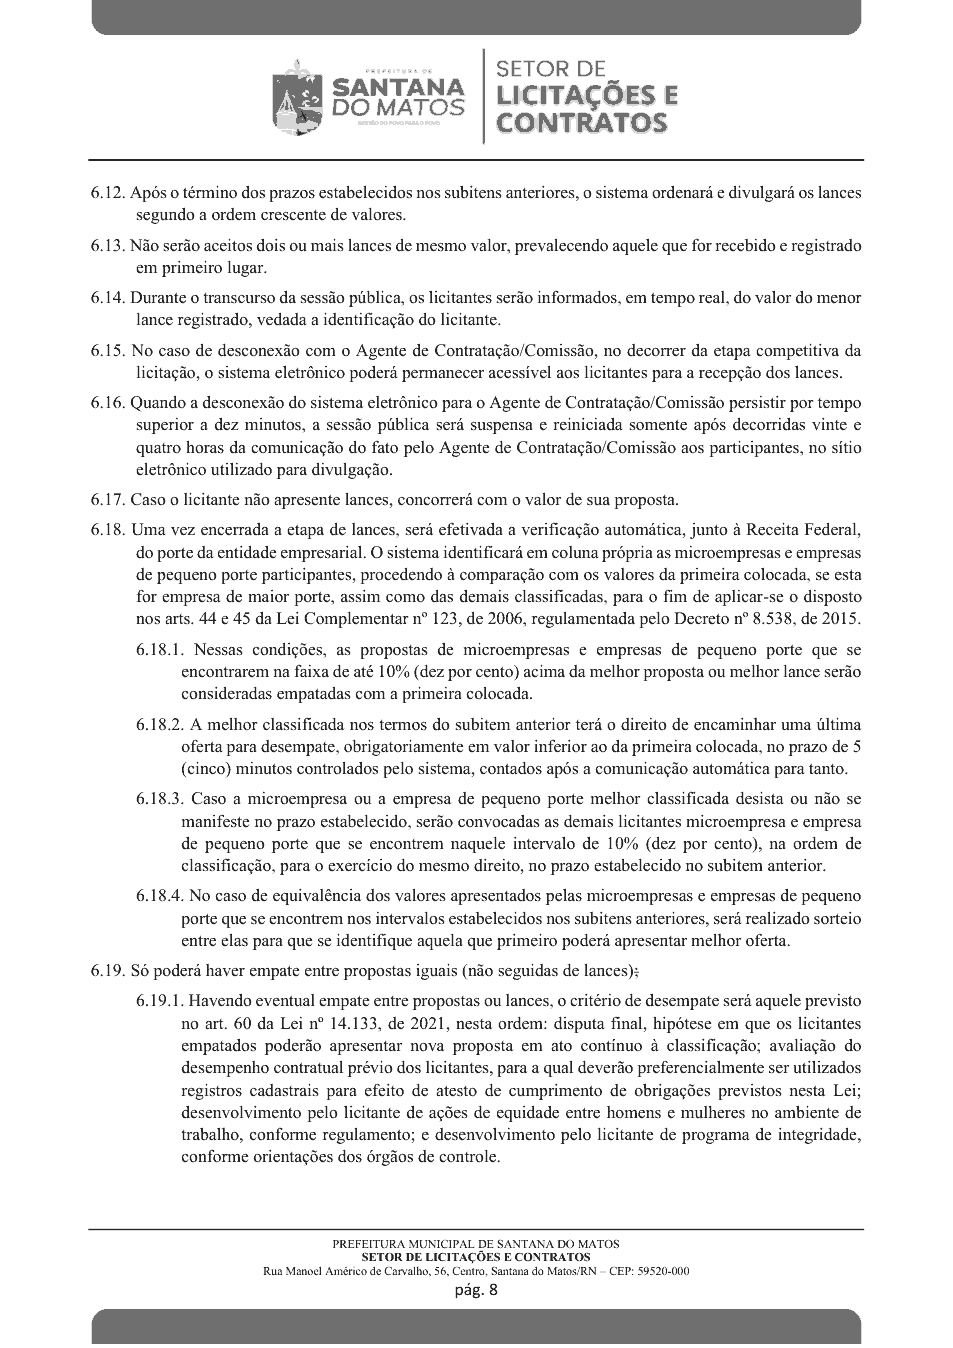 PREFEITURA DE
SANTANA
DO MATOS
GESTÃO DO POVO PARA O POVO
SETOR DE
LICITAÇÕES E
CONTRATOS
6.12. Após o término dos prazos estabelecidos nos subitens anteriores, o sistema ordenará e divulgará os lances
segundo a ordem crescente de valores.
6.13. Não serão aceitos dois ou mais lances de mesmo valor, prevalecendo aquele que for recebido e registrado
em primeiro lugar.
6.14. Durante o transcurso da sessão pública, os licitantes serão informados, em tempo real, do valor do menor
lance registrado, vedada a identificação do licitante.
6.15. No caso de desconexão com o Agente de Contratação/Comissão, no decorrer da etapa competitiva da
licitação, o sistema eletrônico poderá permanecer acessível aos licitantes para a recepção dos lances.
6.16. Quando a desconexão do sistema eletrônico para o Agente de Contratação/Comissão persistir por tempo
superior a dez minutos, a sessão pública será suspensa e reiniciada somente após decorridas vinte e
quatro horas da comunicação do fato pelo Agente de Contratação/Comissão aos participantes, no sítio
eletrônico utilizado para divulgação.
6.17. Caso o licitante não apresente lances, concorrerá com o valor de sua proposta.
6.18. Uma vez encerrada a etapa de lances, será efetivada a verificação automática, junto à Receita Federal,
do porte da entidade empresarial. O sistema identificará em coluna própria as microempresas e empresas
de pequeno porte participantes, procedendo à comparação com os valores da primeira colocada, se esta
for empresa de maior porte, assim como das demais classificadas, para o fim de aplicar-se o disposto
nos arts. 44 e 45 da Lei Complementar nº 123, de 2006, regulamentada pelo Decreto nº 8.538, de 2015.
6.18.1. Nessas condições, as propostas de microempresas e empresas de pequeno porte que se
encontrarem na faixa de até 10% (dez por cento) acima da melhor proposta ou melhor lance serão
consideradas empatadas com a primeira colocada.
6.18.2. A melhor classificada nos termos do subitem anterior terá o direito de encaminhar uma última
oferta para desempate, obrigatoriamente em valor inferior ao da primeira colocada, no prazo de 5
(cinco) minutos controlados pelo sistema, contados após a comunicação automática para tanto.
6.18.3. Caso a microempresa ou a empresa de pequeno porte melhor classificada desista ou não se
manifeste no prazo estabelecido, serão convocadas as demais licitantes microempresa e empresa
de pequeno porte que se encontrem naquele intervalo de 10% (dez por cento), na ordem de
classificação, para o exercício do mesmo direito, no prazo estabelecido no subitem anterior.
6.18.4. No caso de equivalência dos valores apresentados pelas microempresas e empresas de pequeno
porte que se encontrem nos intervalos estabelecidos nos subitens anteriores, será realizado sorteio
entre elas para que se identifique aquela que primeiro poderá apresentar melhor oferta.
6.19. Só poderá haver empate entre propostas iguais (não seguidas de lances);
6.19.1. Havendo eventual empate entre propostas ou lances, o critério de desempate será aquele previsto
no art. 60 da Lei nº 14.133, de 2021, nesta ordem: disputa final, hipótese em que os licitantes
empatados poderão apresentar nova proposta em ato contínuo à classificação; avaliação do
desempenho contratual prévio dos licitantes, para a qual deverão preferencialmente ser utilizados
registros cadastrais para efeito de atesto de cumprimento de obrigações previstos nesta Lei;
desenvolvimento pelo licitante de ações de equidade entre homens e mulheres no ambiente de
trabalho, conforme regulamento; e desenvolvimento pelo licitante de programa de integridade,
conforme orientações dos órgãos de controle.
PREFEITURA MUNICIPAL DE SANTANA DO MATOS
SETOR DE LICITAÇÕES E CONTRATOS
Rua Manoel Américo de Carvalho, 56, Centro, Santana do Matos/RN – CEP: 59520-000
pág. 8